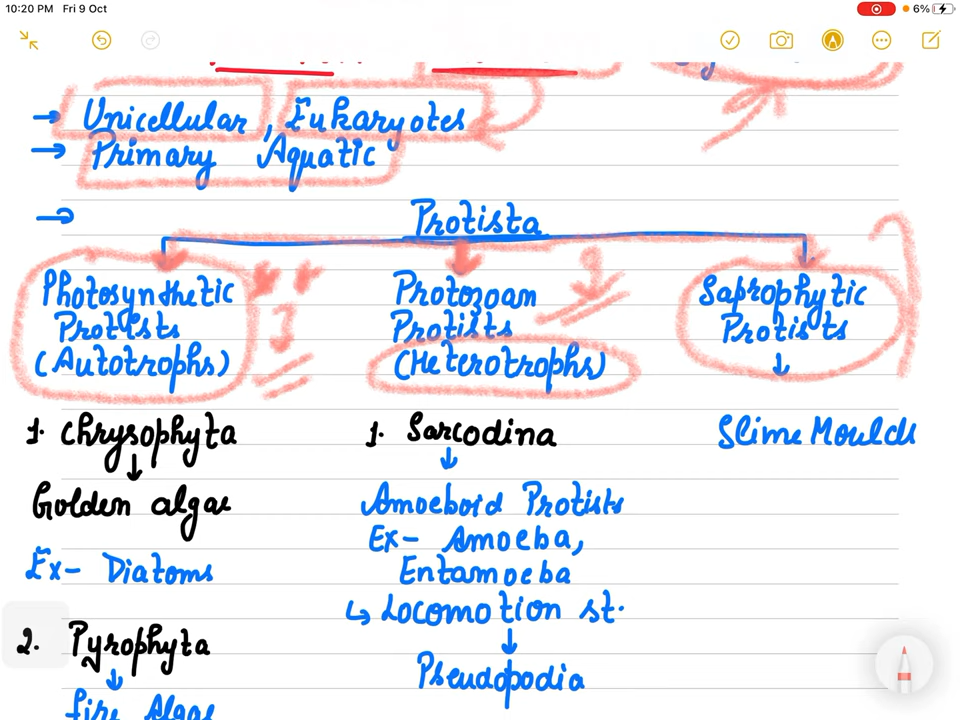 10:20 PM Fri 9 Oct
6%
→ Unicellular, Eukaryotes
→ Primary Aquatic
→ Protista
Photosynthetic
Protists
(Autotrophs)
1. Chrysophyta
↓
Golden algae
Ex- Diatoms
2. Pyrophyta
↓
Fire Algae
Protozoan
Protists
(Heterotrophs)
1. Sarcodina
↓
Amoeboid Protists
Ex- Amoeba,
Entamoeba
↳ Locomotion st.
↓
Pseudopodia
Saprophytic
Protists
↓
Slime Moulds